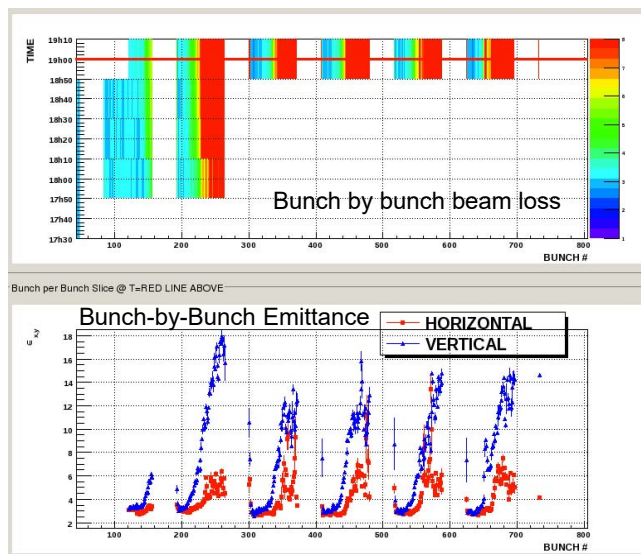 TIME
19h10
19h00
18h50
18h40
18h30
18h20
18h10
18h00
17h50
17h40
17h30
Bunch by bunch beam loss
100 200 300 400 500 600 700 800
BUNCH #
8
7
6
5
4
3
2
1
Bunch per Bunch Slice @ T=RED LINE ABOVE
Bunch-by-Bunch Emittance
HORIZONTAL
VERTICAL
ε x,y
18
16
14
12
10
8
6
4
2
100 200 300 400 500 600 700 800
BUNCH #